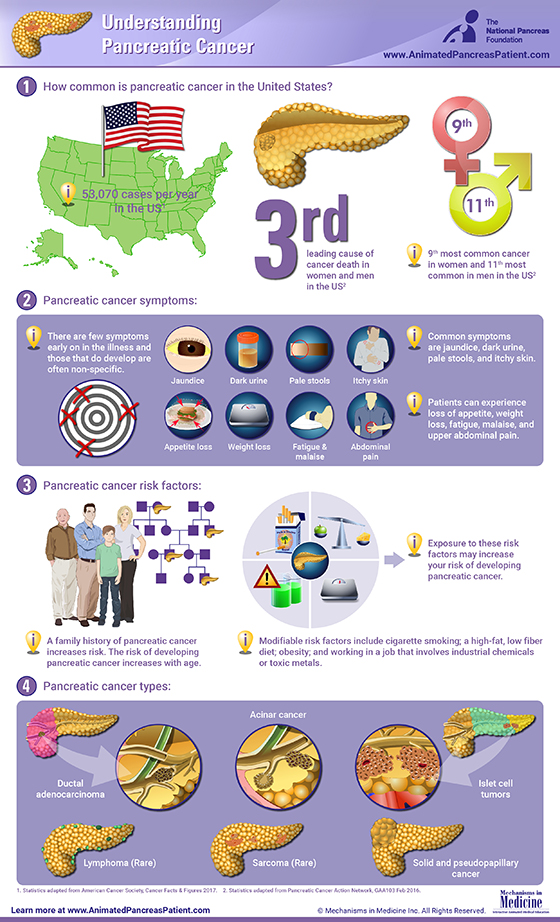 Understanding
Pancreatic Cancer
The
National Pancreas
Foundation
www.AnimatedPancreasPatient.com
1 How common is pancreatic cancer in the United States?
53,070 cases per year
in the US¹
3rd
leading cause of
cancer death in
women and men
in the US²
9th
11th
9th most common cancer
in women and 11th most
common in men in the US²
2 Pancreatic cancer symptoms:
There are few symptoms
early on in the illness and
those that do develop are
often non-specific.
Jaundice
Dark urine
Pale stools
Itchy skin
Appetite loss
Weight loss
Fatigue &
malaise
Abdominal
pain
Common symptoms
are jaundice, dark urine,
pale stools, and itchy skin.
Patients can experience
loss of appetite, weight
loss, fatigue, malaise, and
upper abdominal pain.
3 Pancreatic cancer risk factors:
Exposure to these risk
factors may increase
your risk of developing
pancreatic cancer.
A family history of pancreatic cancer
increases risk. The risk of developing
pancreatic cancer increases with age.
Modifiable risk factors include cigarette smoking; a high-fat, low fiber
diet; obesity; and working in a job that involves industrial chemicals
or toxic metals.
4 Pancreatic cancer types:
Acinar cancer
Ductal
adenocarcinoma
Islet cell
tumors
Lymphoma (Rare)
Sarcoma (Rare)
Solid and pseudopapillary
cancer
1. Statistics adapted from American Cancer Society, Cancer Facts & Figures 2017. 2. Statistics adapted from Pancreatic Cancer Action Network, GAA103 Feb 2016.
Learn more at www.AnimatedPancreasPatient.com
© Mechanisms in Medicine Inc. All Rights Reserved.
Mechanisms in
Medicine